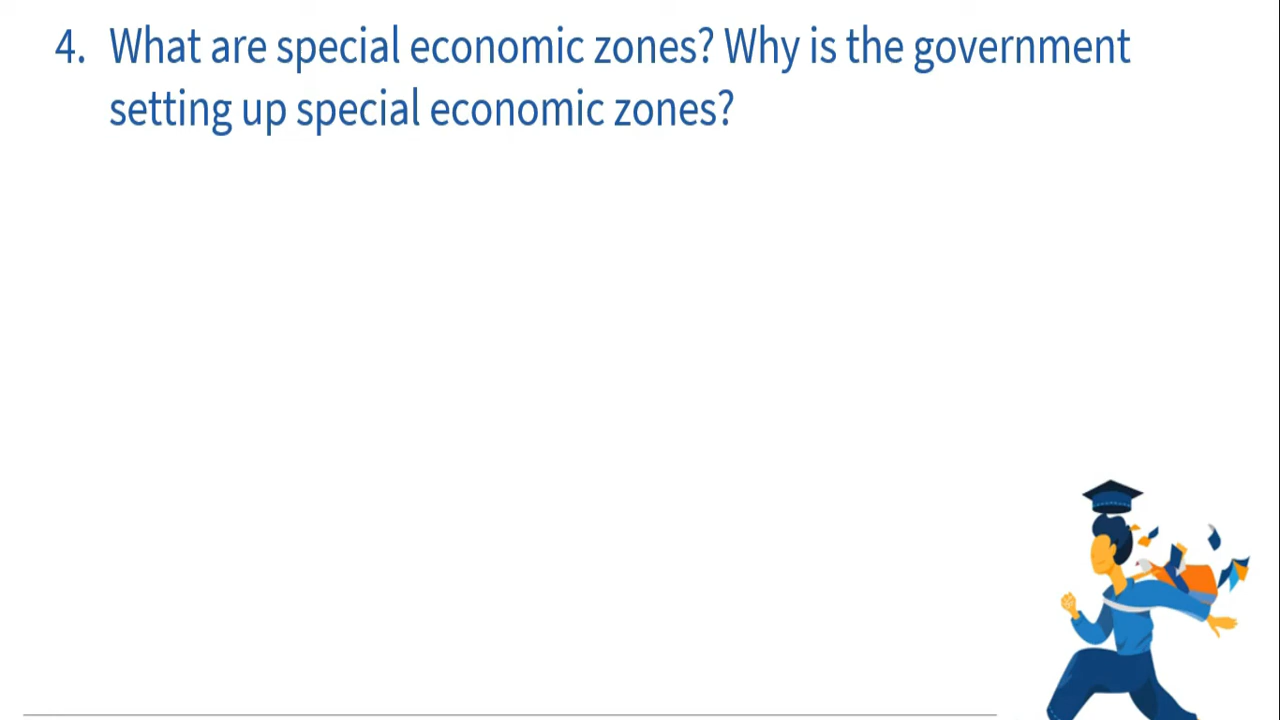 4. What are special economic zones? Why is the government
setting up special economic zones?